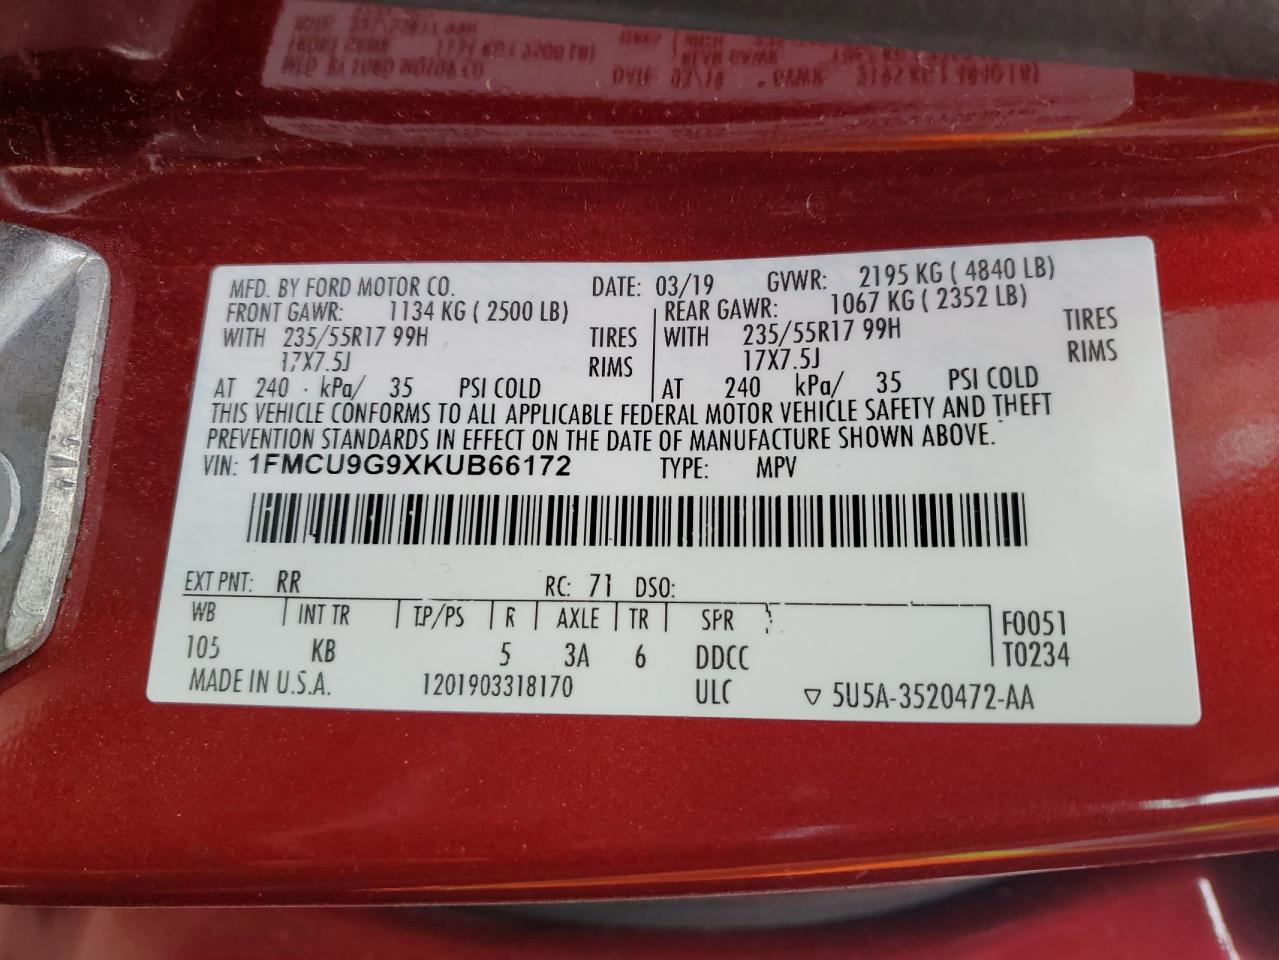 MFD. BY FORD MOTOR CO. DATE: 03/19 GVWR: 2195 KG ( 4840 LB)
FRONT GAWR: 1134 KG ( 2500 LB) REAR GAWR: 1067 KG ( 2352 LB)
WITH 235/55R17 99H TIRES WITH 235/55R17 99H TIRES
17X7.5J RIMS 17X7.5J RIMS
AT 240 kPa/ 35 PSI COLD AT 240 kPa/ 35 PSI COLD
THIS VEHICLE CONFORMS TO ALL APPLICABLE FEDERAL MOTOR VEHICLE SAFETY AND THEFT
PREVENTION STANDARDS IN EFFECT ON THE DATE OF MANUFACTURE SHOWN ABOVE.
VIN: 1FMCU9G9XKUB66172 TYPE: MPV
EXT PNT: RR RC: 71 DSO:
WB INT TR TP/PS R AXLE TR SPR F0051
105 KB 5 3A 6 DDCC T0234
MADE IN U.S.A. 1201903318170 ULC ▽ 5U5A-3520472-AA